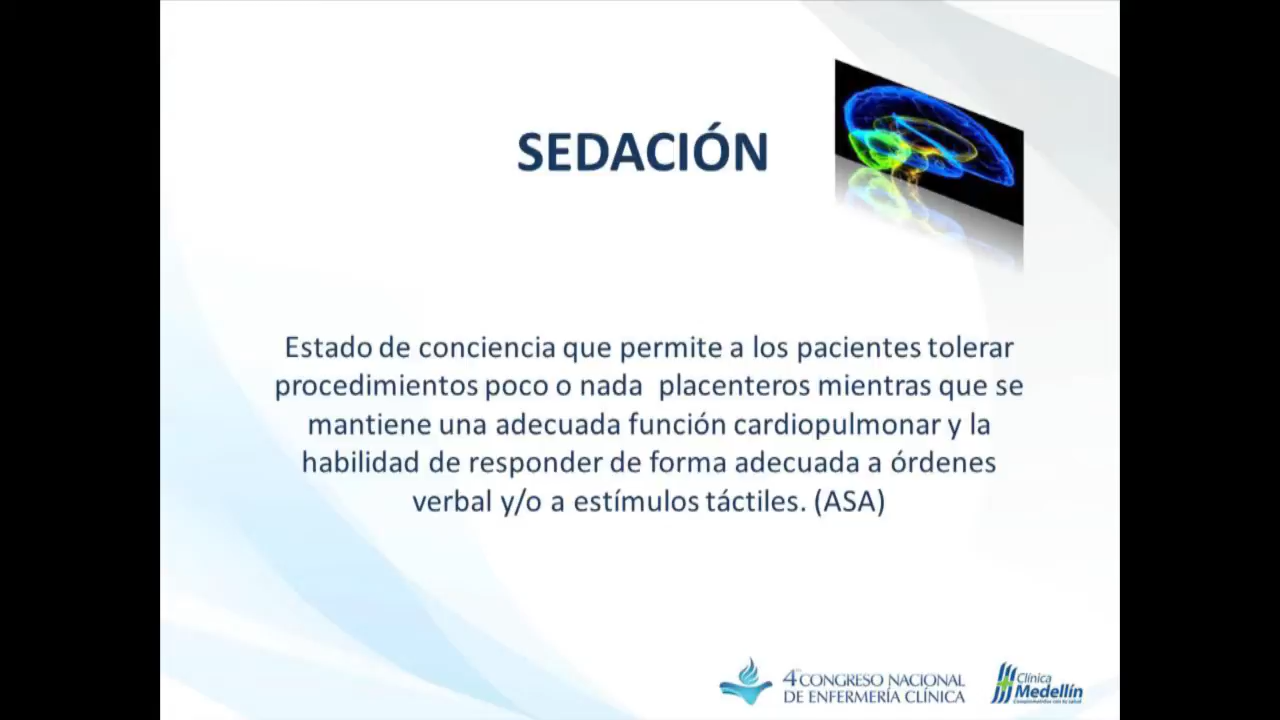 SEDACIÓN
Estado de conciencia que permite a los pacientes tolerar
procedimientos poco o nada placenteros mientras que se
mantiene una adecuada función cardiopulmonar y la
habilidad de responder de forma adecuada a órdenes
verbal y/o a estímulos táctiles. (ASA)
4 CONGRESO NACIONAL
DE ENFERMERÍA CLÍNICA
Clínica
Medellín